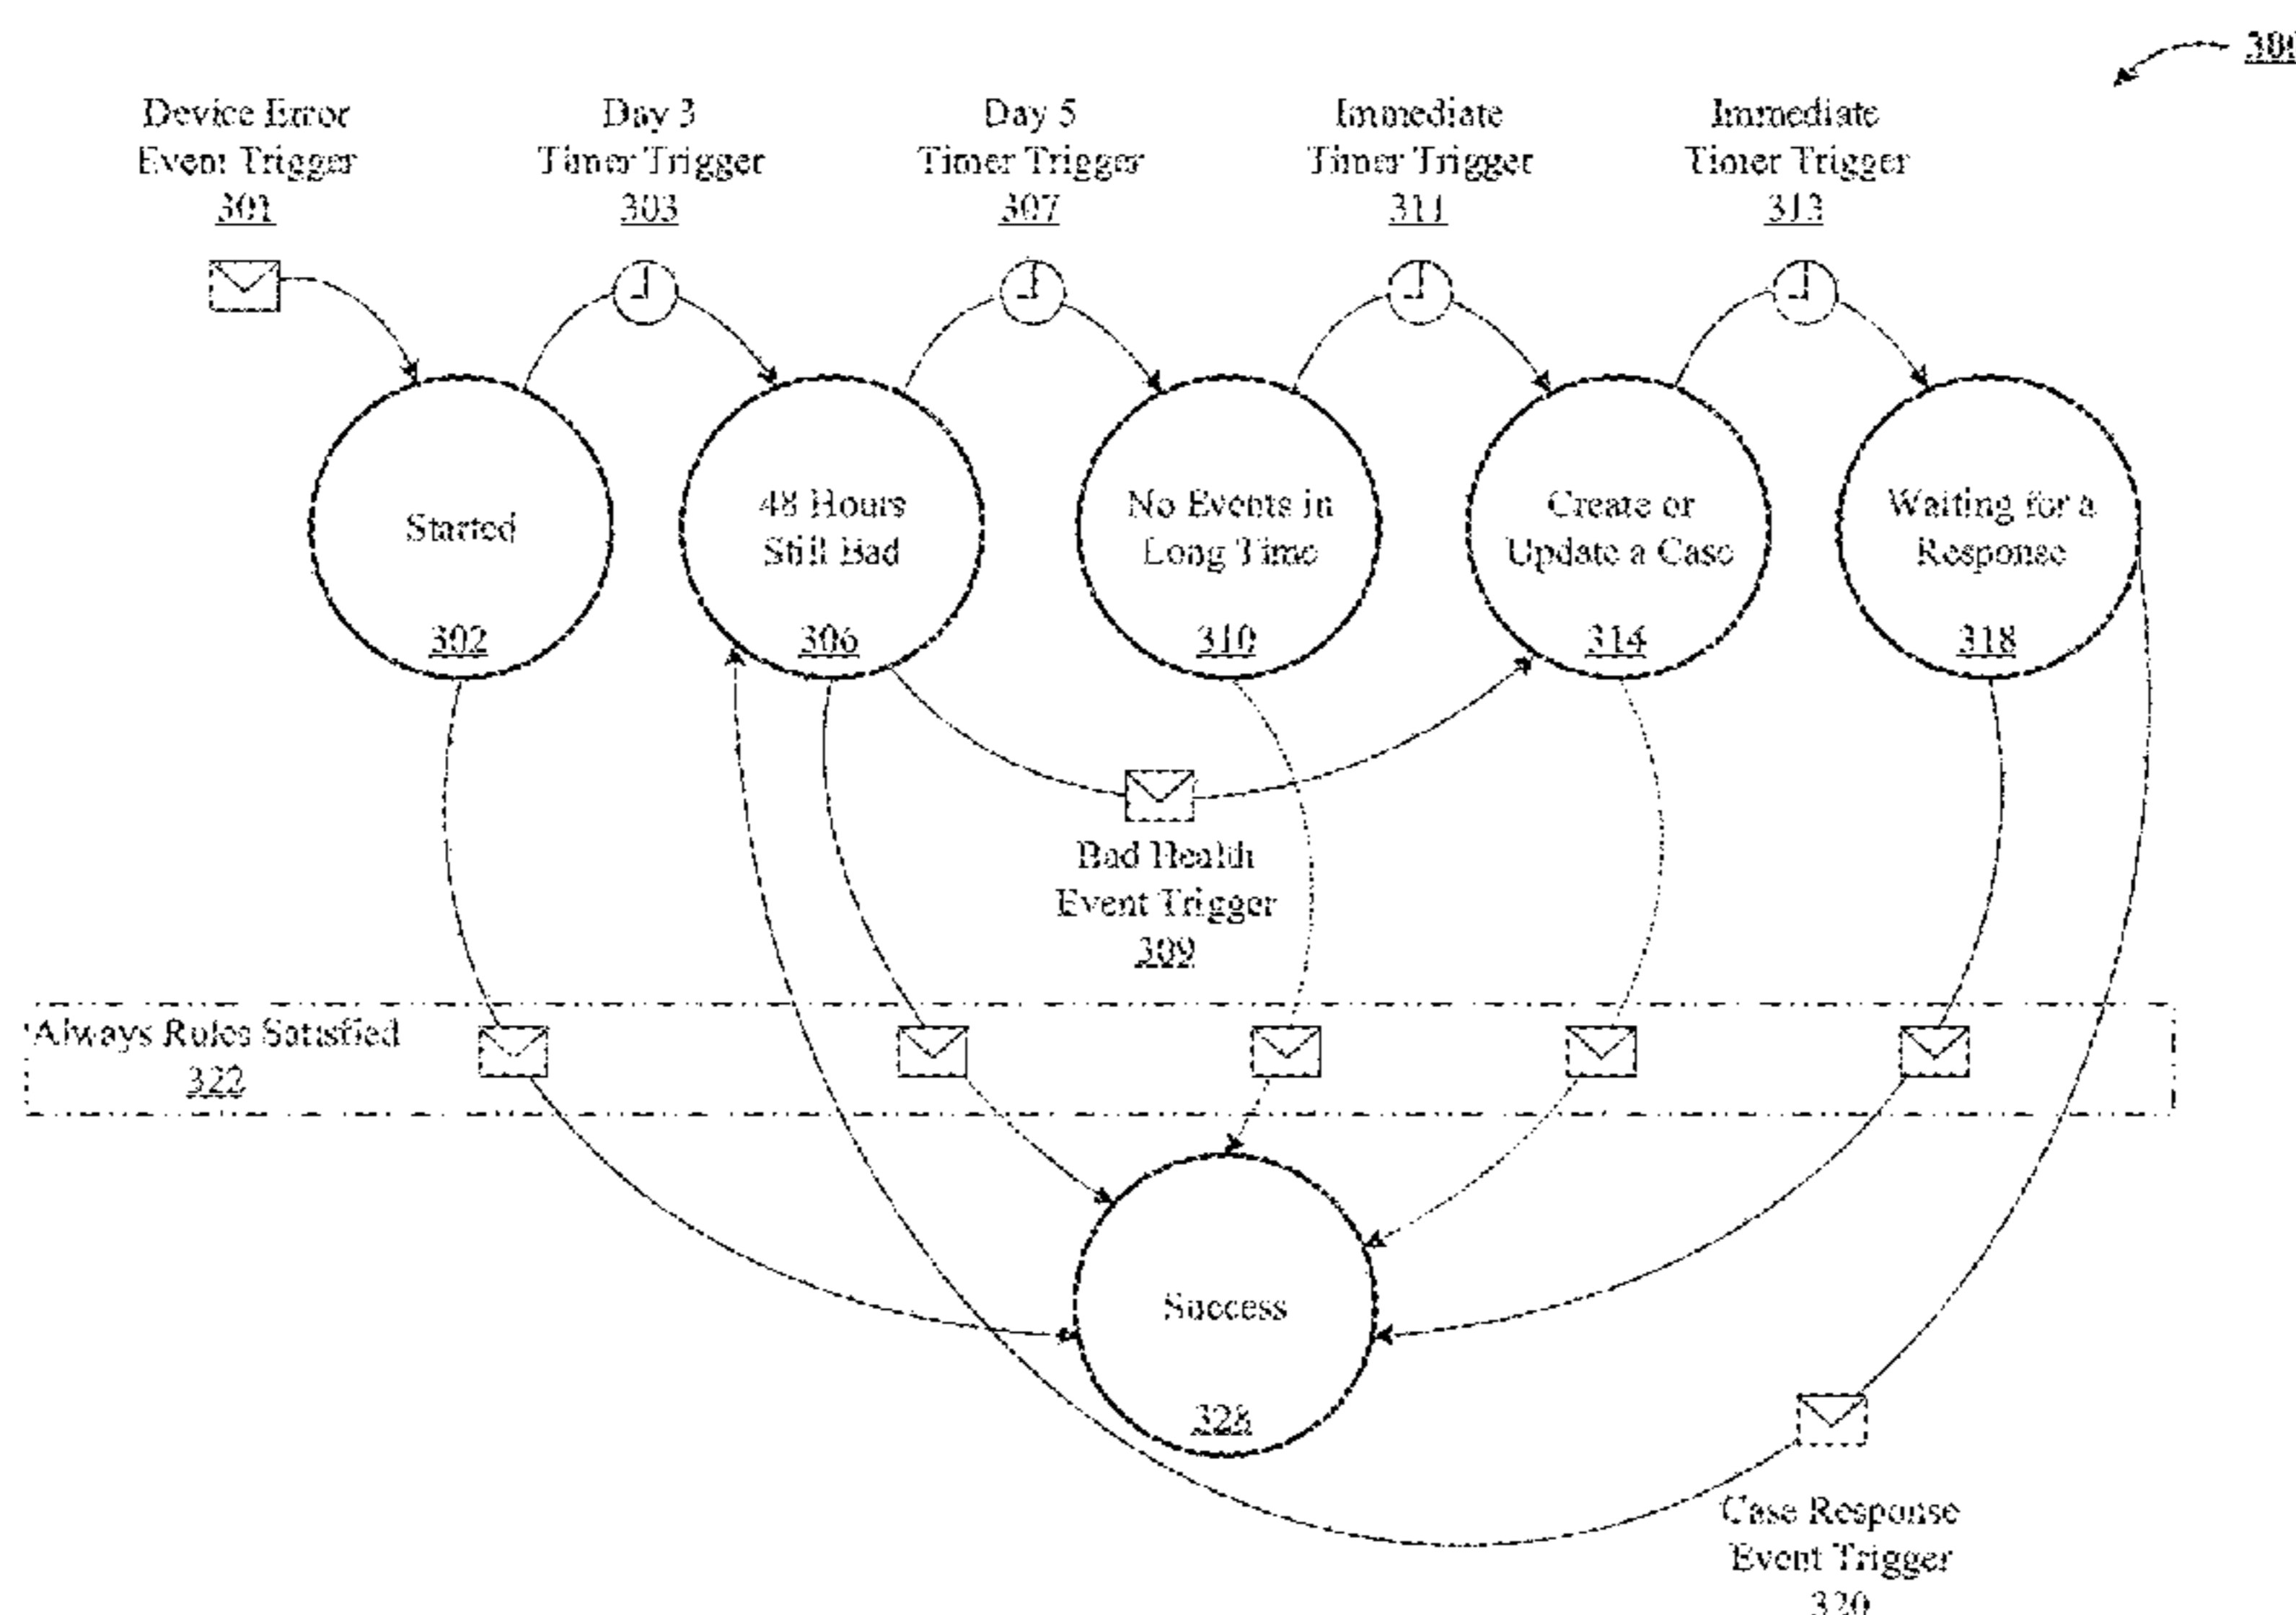 300
Device Error
Event Trigger
301
Day 3
Timer Trigger
303
Day 5
Timer Trigger
307
Immediate
Timer Trigger
311
Immediate
Timer Trigger
313
Started
302
48 Hours
Still Bad
306
No Events in
Long Time
310
Create or
Update a Case
314
Waiting for a
Response
318
Bad Health
Event Trigger
309
Always Rules Satisfied
322
Success
328
Case Response
Event Trigger
320